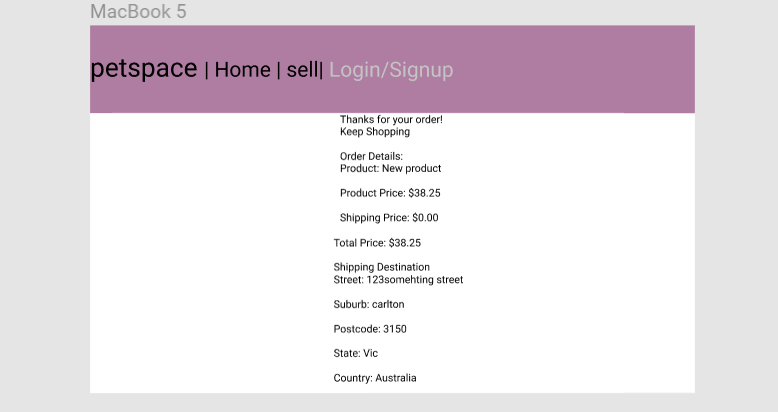 MacBook 5
petspace | Home | sell| Login/Signup
Thanks for your order!
Keep Shopping
Order Details:
Product: New product
Product Price: $38.25
Shipping Price: $0.00
Total Price: $38.25
Shipping Destination
Street: 123somehting street
Suburb: carlton
Postcode: 3150
State: Vic
Country: Australia